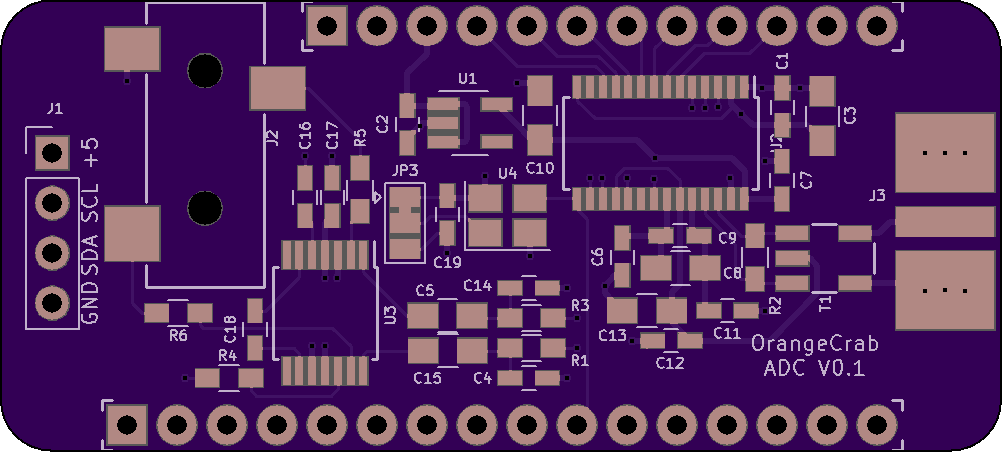 C1
J1
U1
C3
C2
C16
C17
R5
J2
J2
JP3
U4
C10
C7
J3
+5
SCL
SDA
GND
C19
C6
C9
C8
C5
C14
U3
R3
R2
T1
C18
R6
C13
C11
R4
C15
C4
R1
C12
OrangeCrab
ADC V0.1